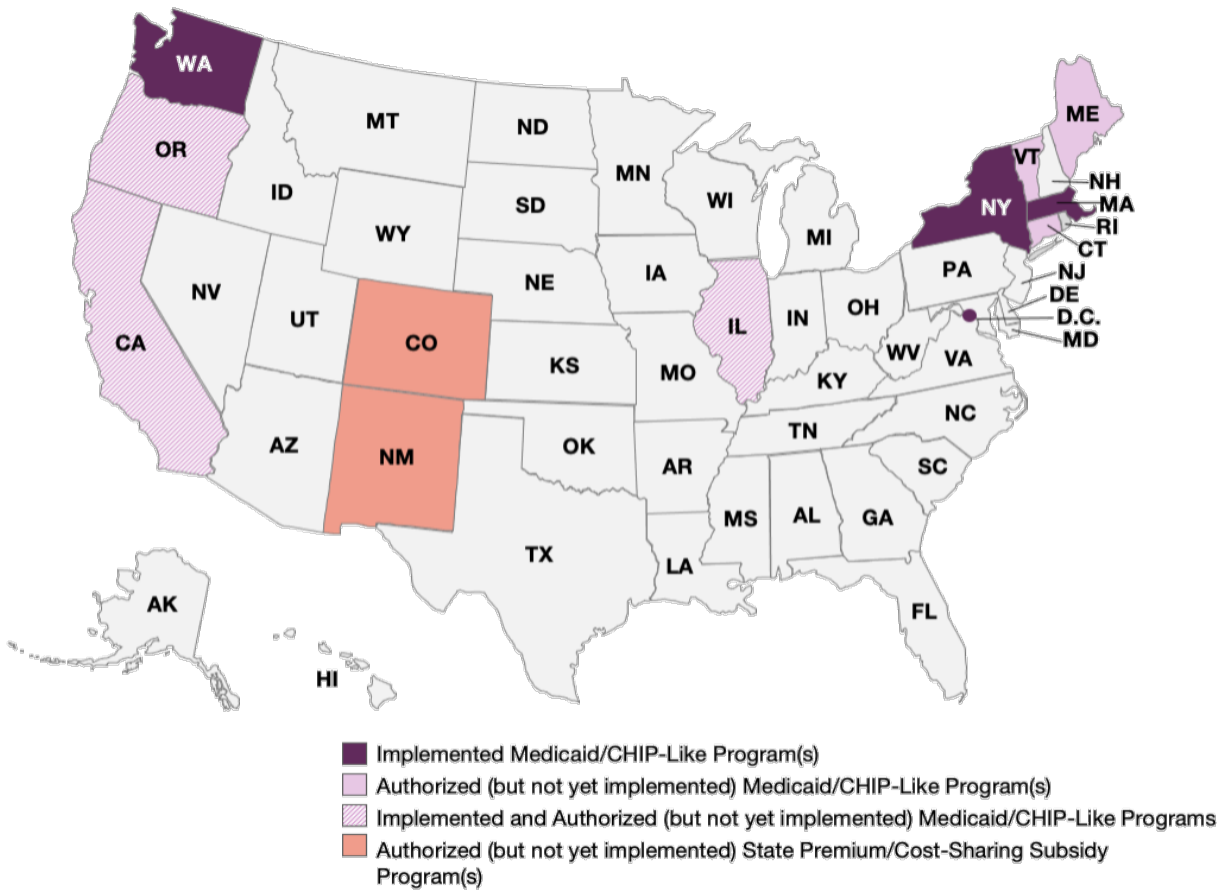 WA
MT
ND
ME
OR
MN
VT
ID
SD
WI
NH
NY
MA
WY
MI
RI
CT
IA
PA
NJ
NV
NE
DE
UT
IL
IN
OH
D.C.
CA
CO
MD
KS
WV
VA
MO
KY
NC
TN
AZ
NM
OK
AR
SC
MS
AL
GA
TX
LA
AK
FL
HI
Implemented Medicaid/CHIP-Like Program(s)
Authorized (but not yet implemented) Medicaid/CHIP-Like Program(s)
Implemented and Authorized (but not yet implemented) Medicaid/CHIP-Like Programs
Authorized (but not yet implemented) State Premium/Cost-Sharing Subsidy
Program(s)